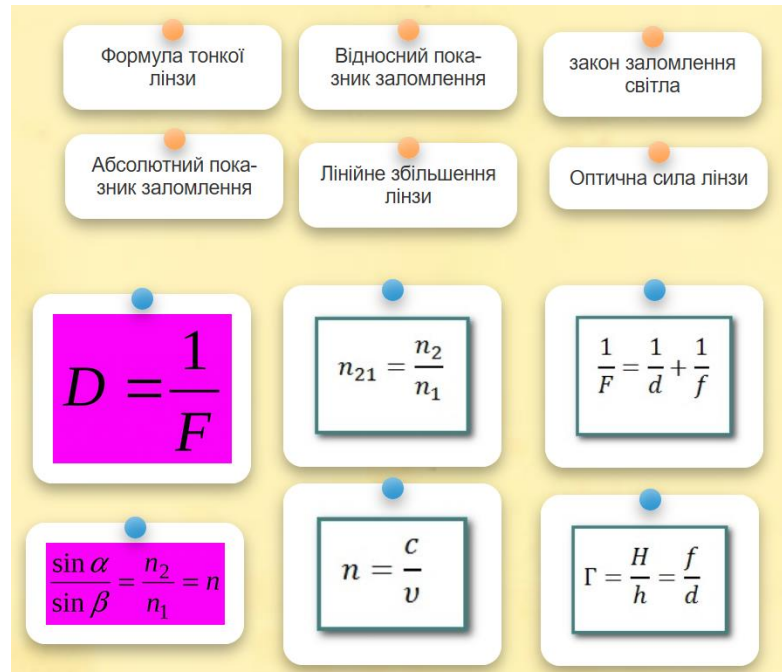 Формула тонкої
лінзи
Відносний пока-
зник заломлення
закон заломлення
світла
Абсолютний пока-
зник заломлення
Лінійне збільшення
лінзи
Оптична сила лінзи
D = 1/F
n₂₁ = n₂/n₁
1/F = 1/d + 1/f
sin α / sin β = n₂/n₁ = n
n = c/υ
Γ = H/h = f/d